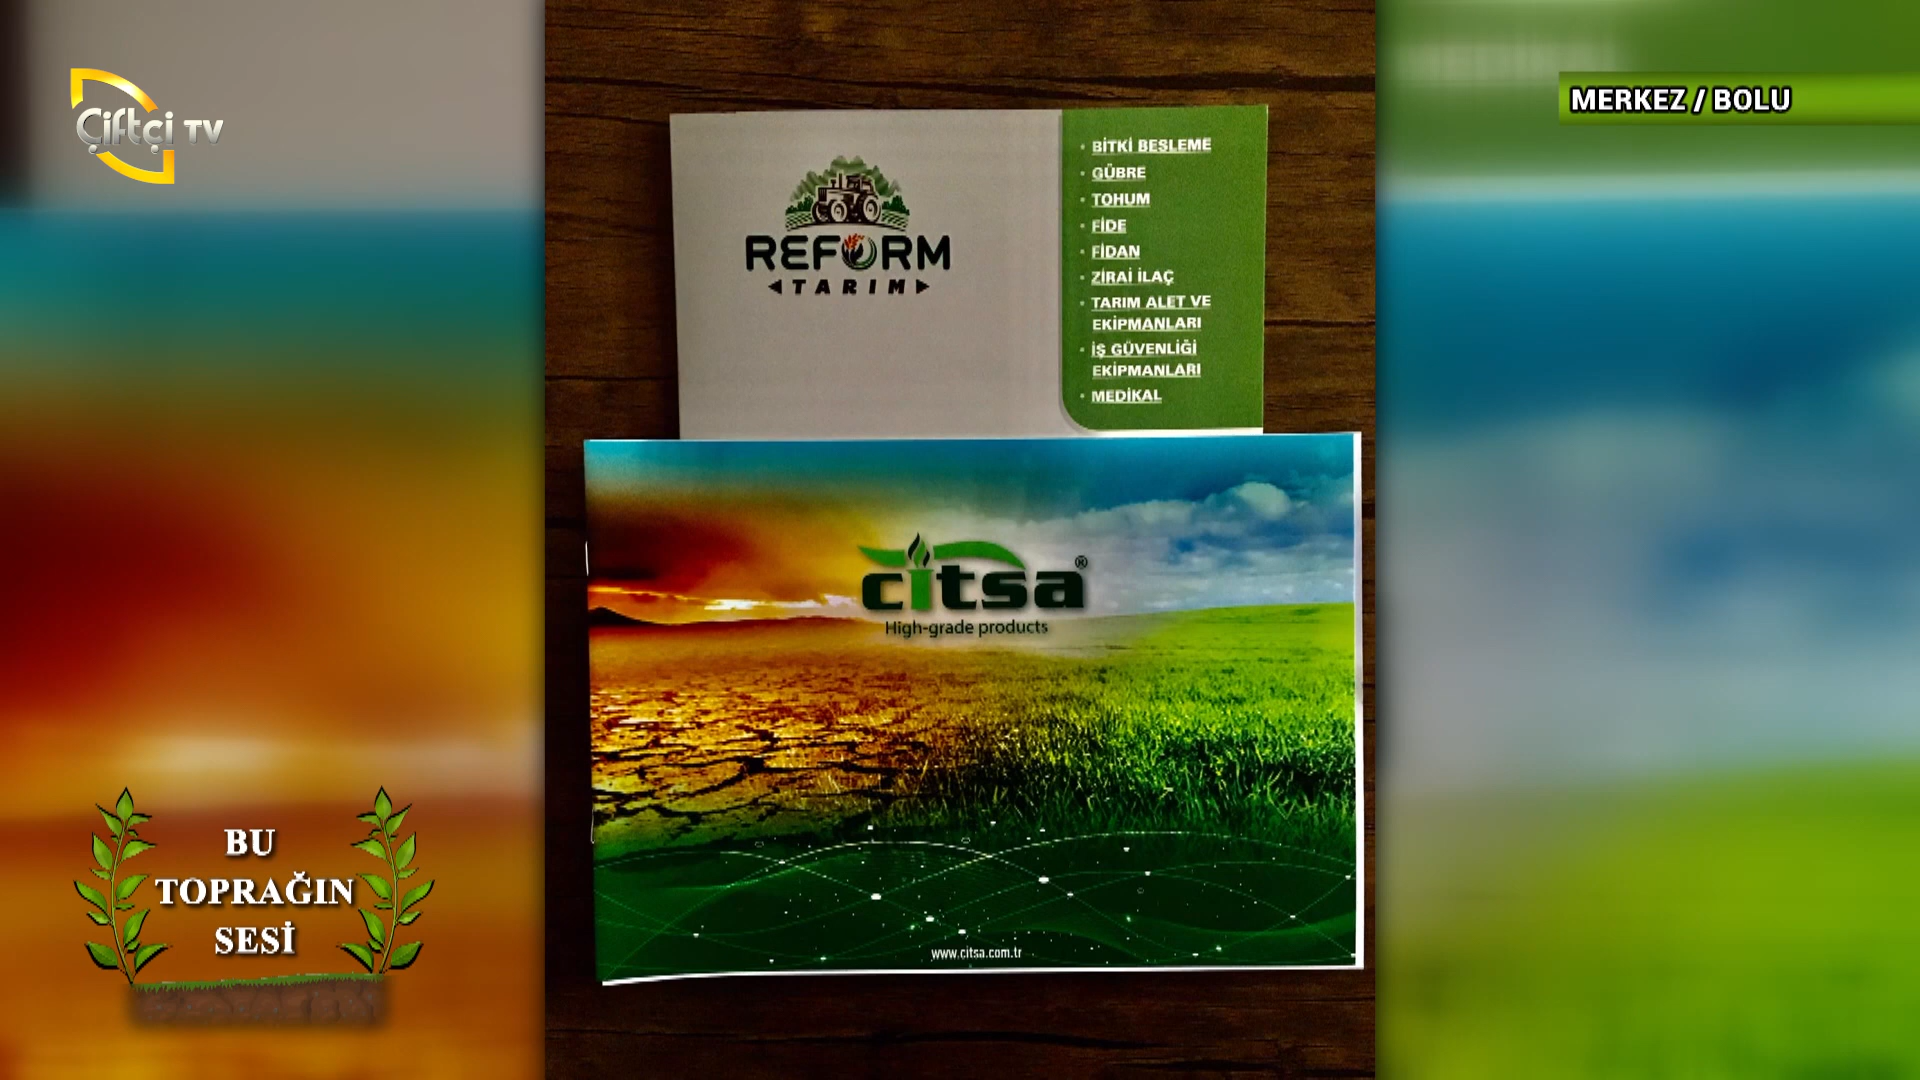 Çiftçi TV
MERKEZ / BOLU
REFORM
TARIM
• BİTKİ BESLEME
• GÜBRE
• TOHUM
• FİDE
• FİDAN
• ZİRAİ İLAÇ
• TARIM ALET VE
EKİPMANLARI
• İŞ GÜVENLİĞİ
EKİPMANLARI
• MEDİKAL
citsa®
High-grade products
www.citsa.com.tr
BU
TOPRAĞIN
SESİ